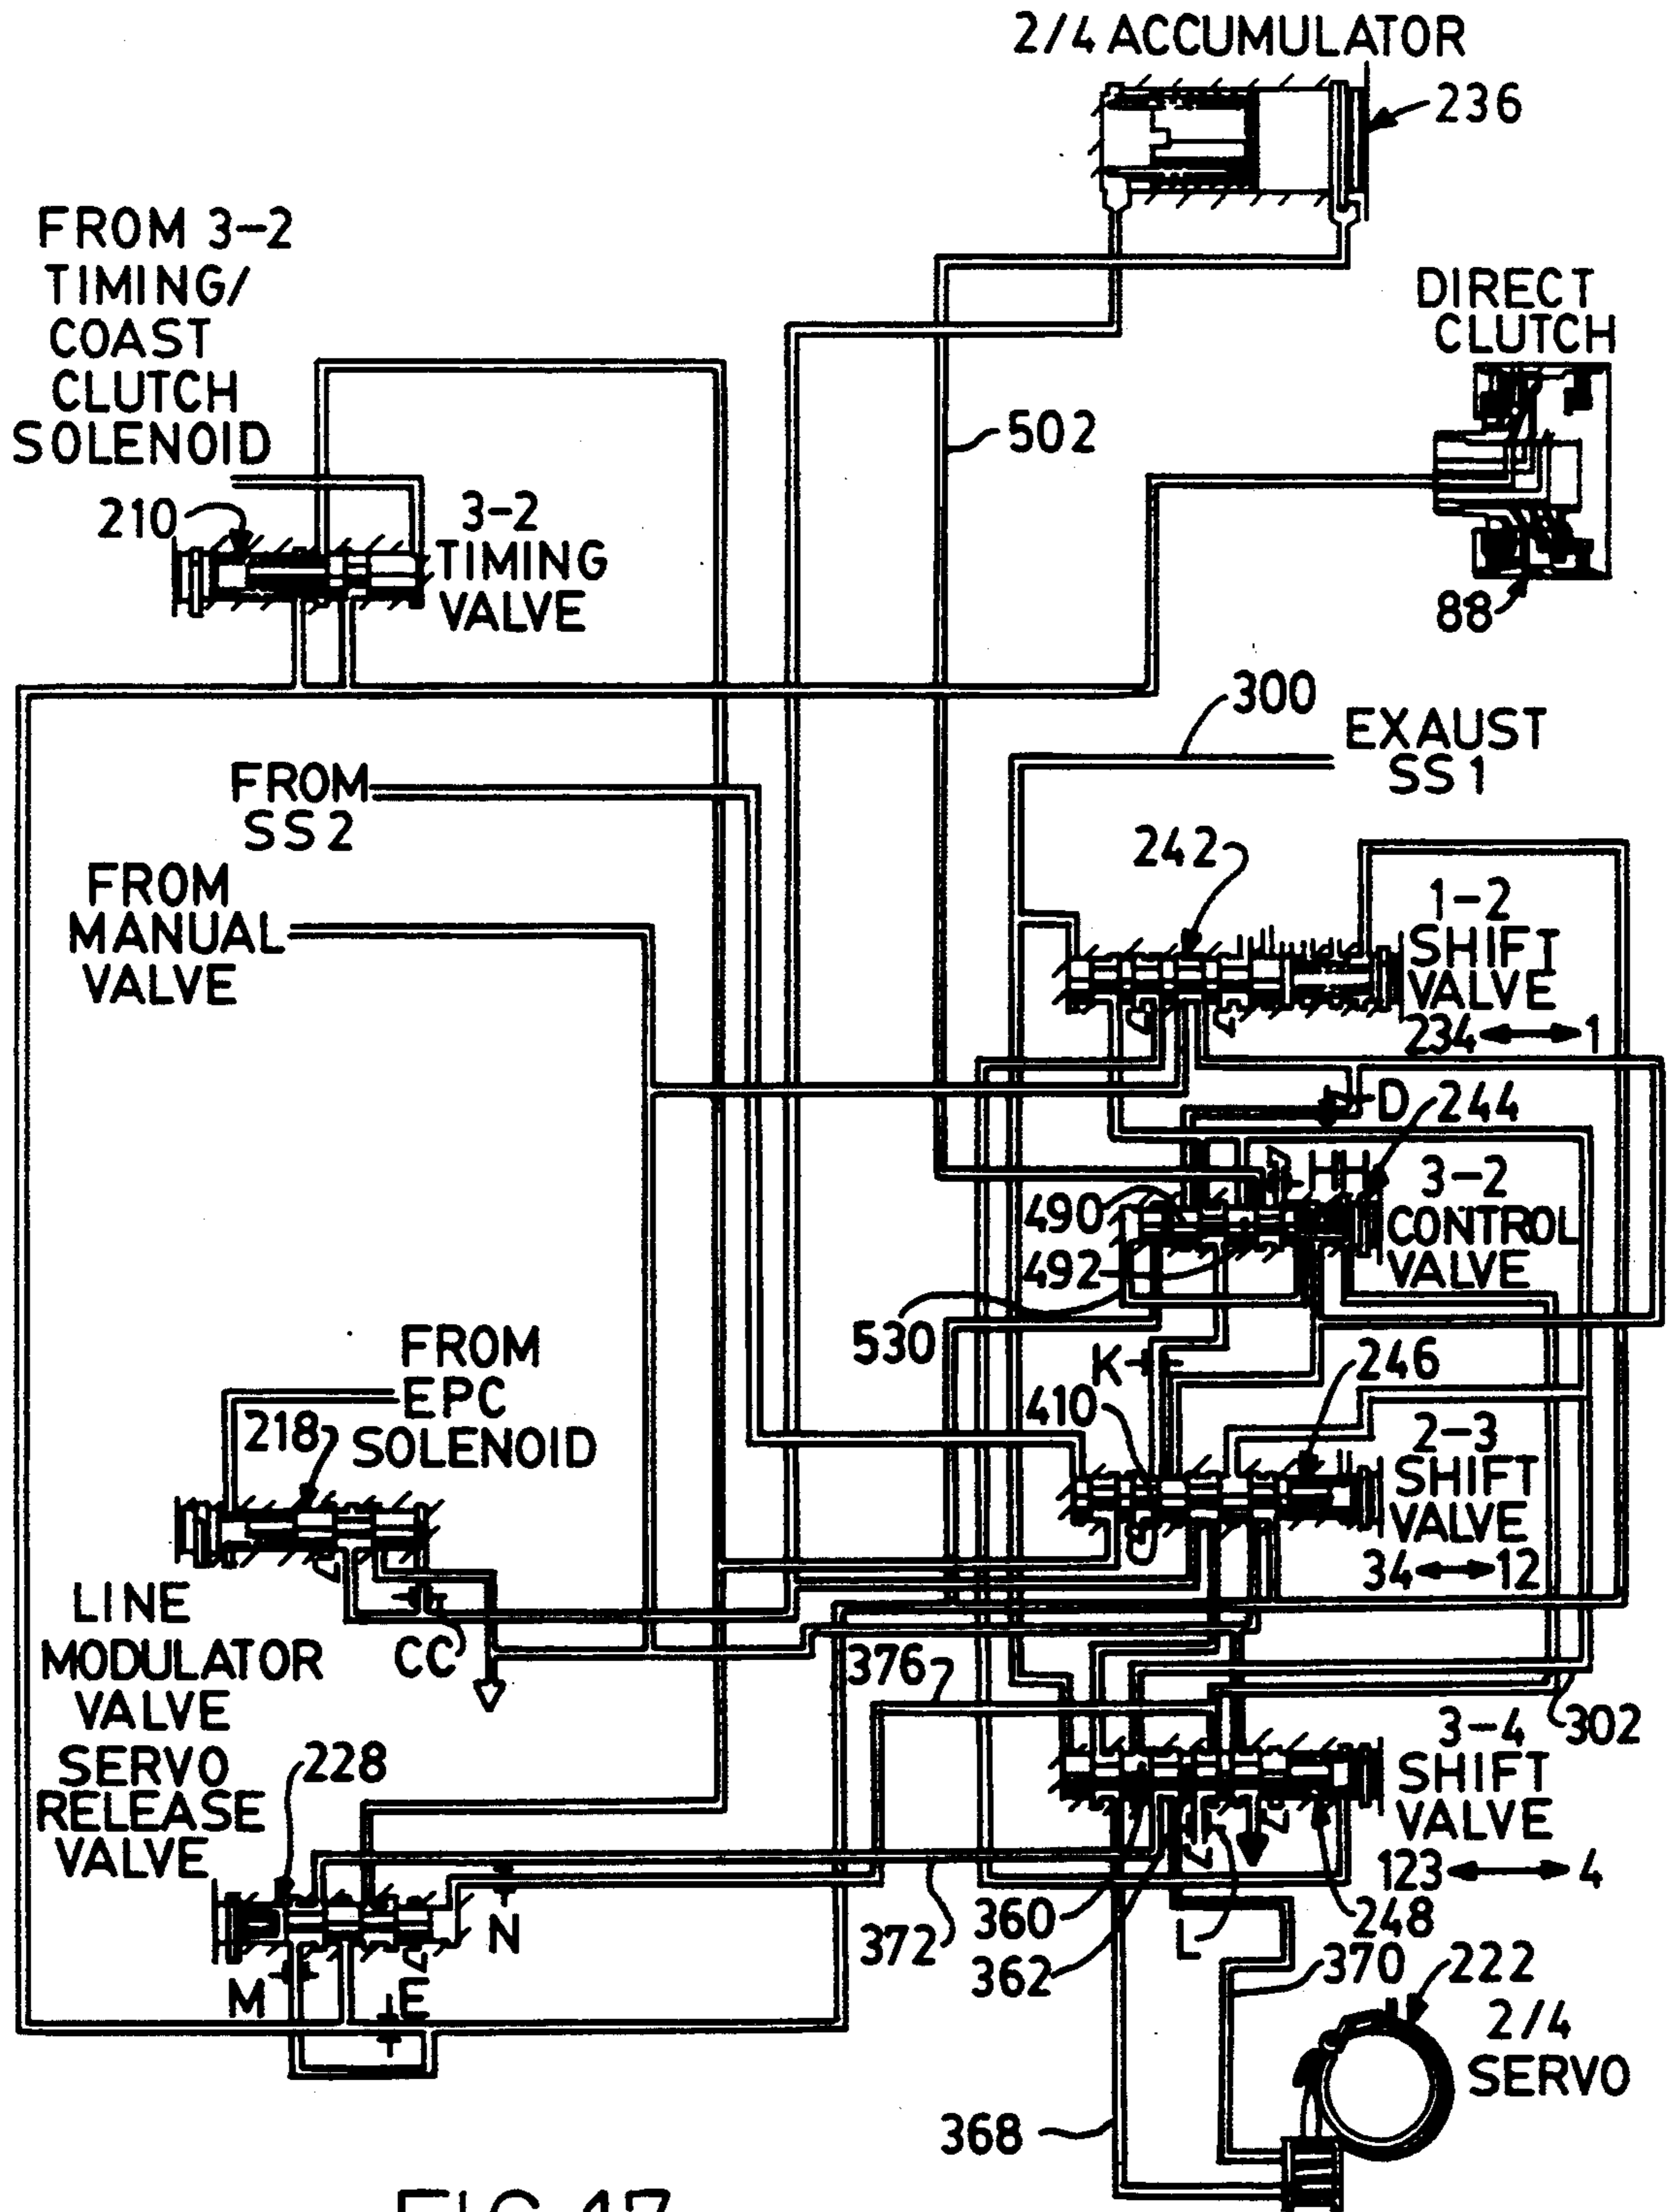 2/4 ACCUMULATOR
236
FROM 3-2
TIMING/
COAST
CLUTCH
SOLENOID
DIRECT
CLUTCH
502
210
3-2
TIMING
VALVE
88
300
EXAUST
SS 1
FROM
SS 2
242
FROM
MANUAL
VALVE
1-2
SHIFT
VALVE
234 1
D
244
H
3-2
CONTROL
VALVE
490
492
530
K
246
FROM
EPC
SOLENOID
410
218
2-3
SHIFT
VALVE
34 12
LINE
MODULATOR
VALVE
CC
376
302
3-4
SHIFT
VALVE
123 4
SERVO
RELEASE
VALVE
228
N
372
360
362
L
248
M
E
370
222
2/4
SERVO
368